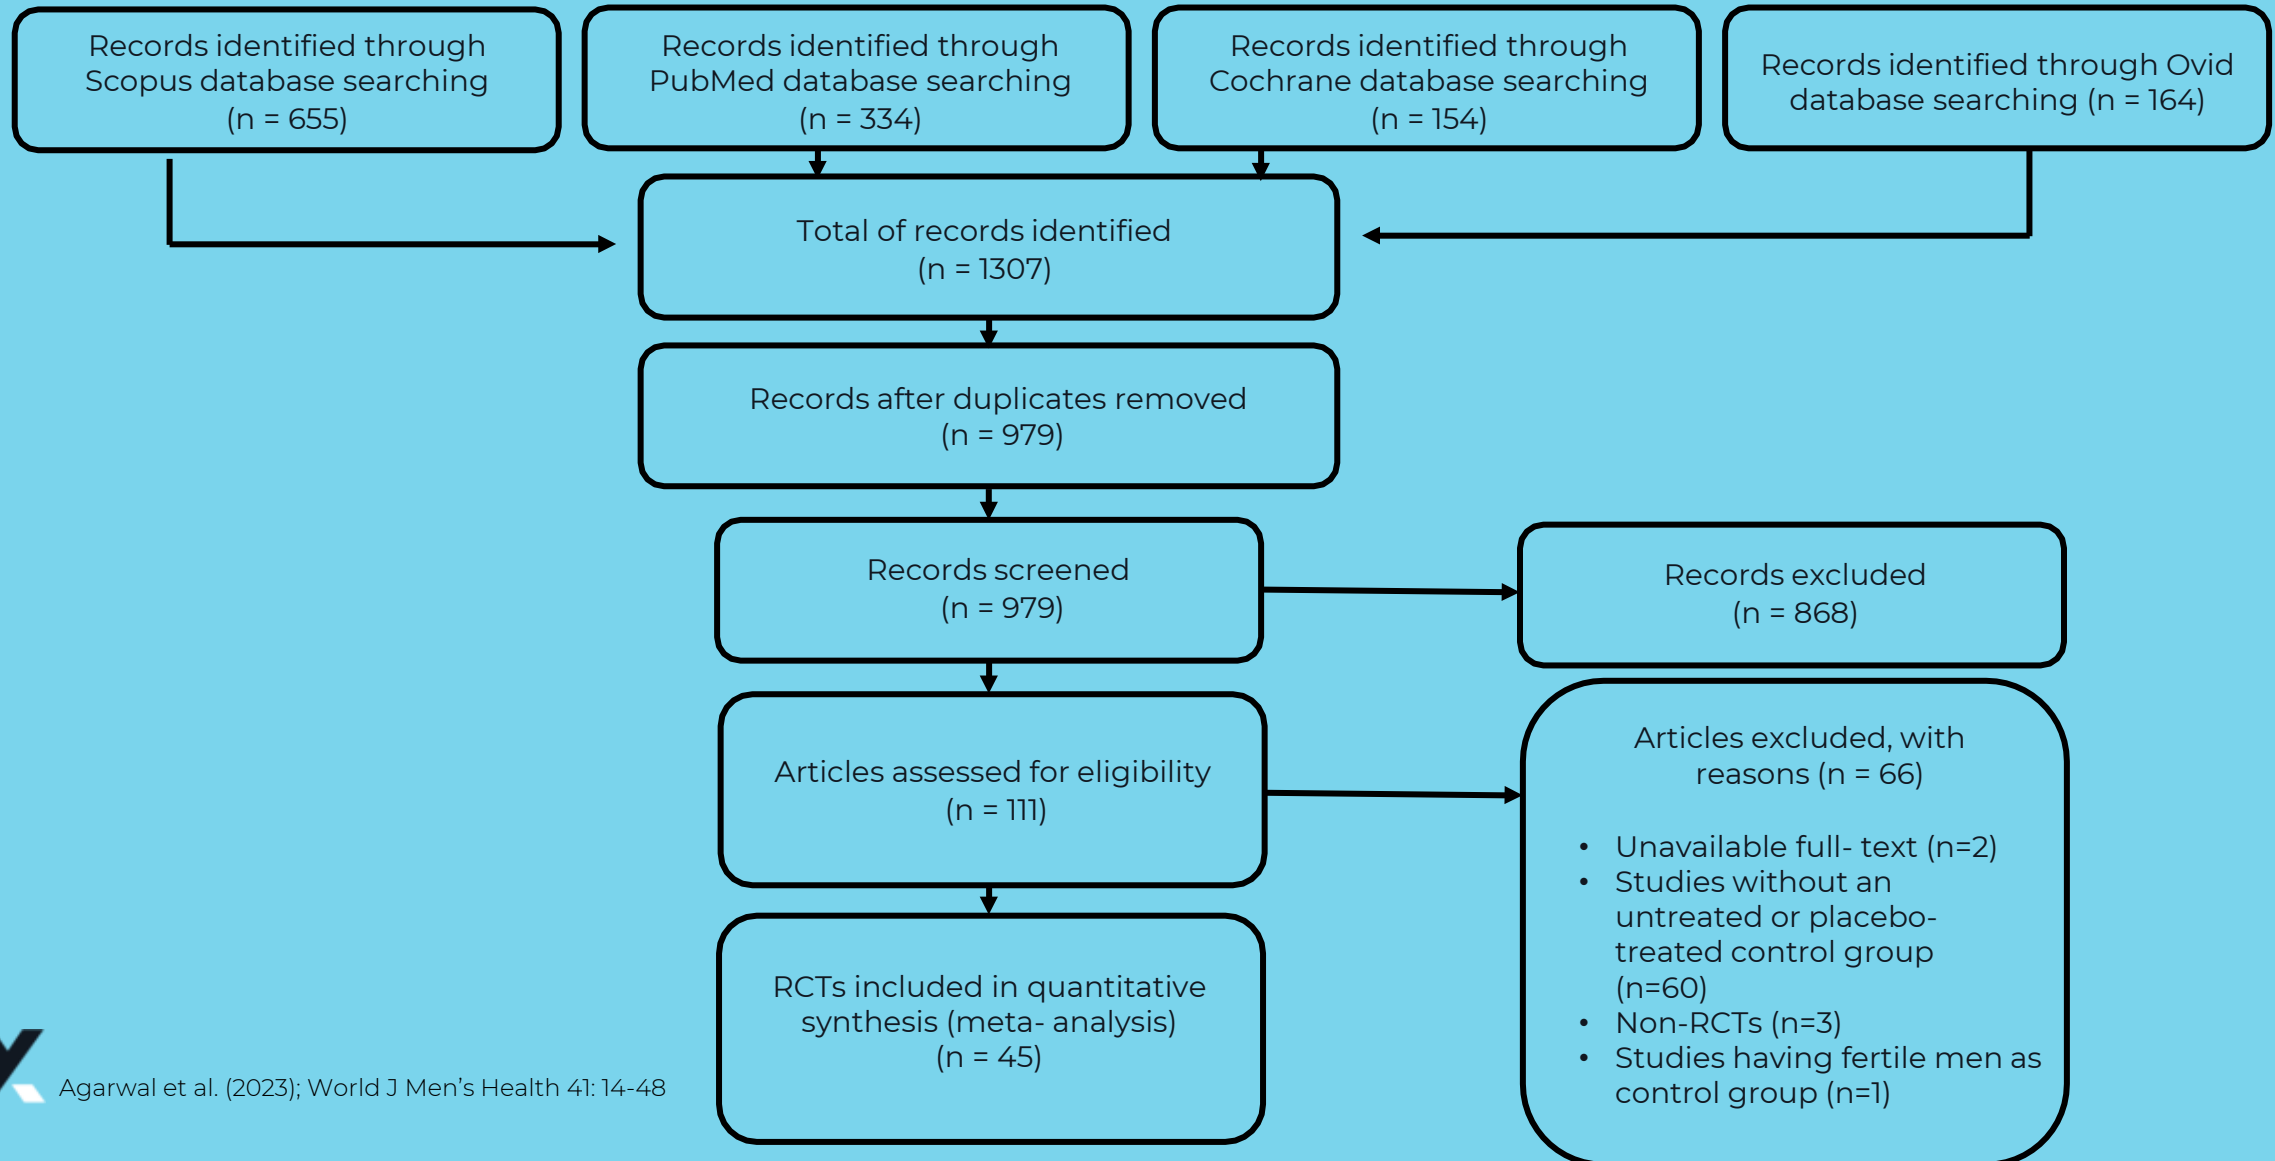 Records identified through
Scopus database searching
(n = 655)
Records identified through
PubMed database searching
(n = 334)
Records identified through
Cochrane database searching
(n = 154)
Records identified through Ovid
database searching (n = 164)
Total of records identified
(n = 1307)
Records after duplicates removed
(n = 979)
Records screened
(n = 979)
Records excluded
(n = 868)
Articles assessed for eligibility
(n = 111)
Articles excluded, with
reasons (n = 66)
• Unavailable full- text (n=2)
• Studies without an
untreated or placebo-
treated control group
(n=60)
• Non-RCTs (n=3)
• Studies having fertile men as
control group (n=1)
RCTs included in quantitative
synthesis (meta- analysis)
(n = 45)
Agarwal et al. (2023); World J Men’s Health 41: 14-48